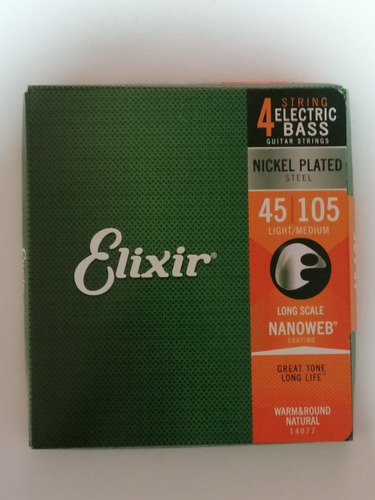 4 STRING
ELECTRIC
BASS
GUITAR STRINGS
NICKEL PLATED
STEEL
45 105
LIGHT/MEDIUM
Elixir®
LONG SCALE
NANOWEB®
COATING
GREAT TONE
LONG LIFE™
WARM&ROUND
NATURAL
14077